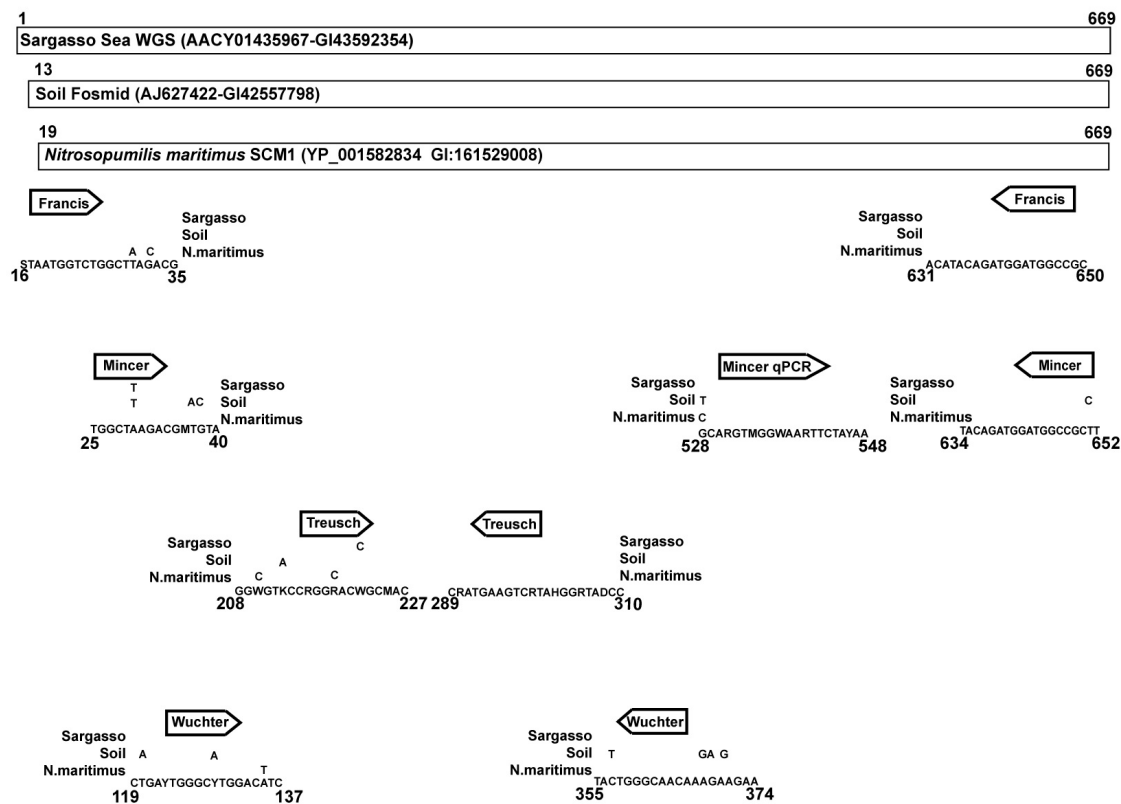 1 669
Sargasso Sea WGS (AACY01435967-GI43592354)
13 669
Soil Fosmid (AJ627422-GI42557798)
19 669
Nitrosopumilis maritimus SCM1 (YP_001582834 GI:161529008)
Francis
Sargasso
Soil
A C N.maritimus
STAATGGTCTGGCTTAGACG
16 35
Francis
Sargasso
Soil
N.maritimus
ACATACAGATGGATGGCCGC
631 650
Mincer
T Sargasso
T AC Soil
N.maritimus
TGGCTAAGACGMTGTA
25 40
Mincer qPCR
Sargasso
Soil T
N.maritimus C
GCARGTMGGWAARTTCTAYAA
528 548
Mincer
Sargasso
Soil C
N.maritimus
TACAGATGGATGGCCGCTT
634 652
Treusch
Sargasso C
Soil A
N.maritimus C C
GGWGTKCCRGGRACWGCMAC
208 227
Treusch
Sargasso
Soil
N.maritimus
CRATGAAGTCRTAHGGRTADCC
289 310
Wuchter
Sargasso
Soil A A
N.maritimus T
CTGAYTGGGCYTGGACATC
119 137
Wuchter
Sargasso
Soil T GA G
N.maritimus
TACTGGGCAACAAAGAAGAA
355 374